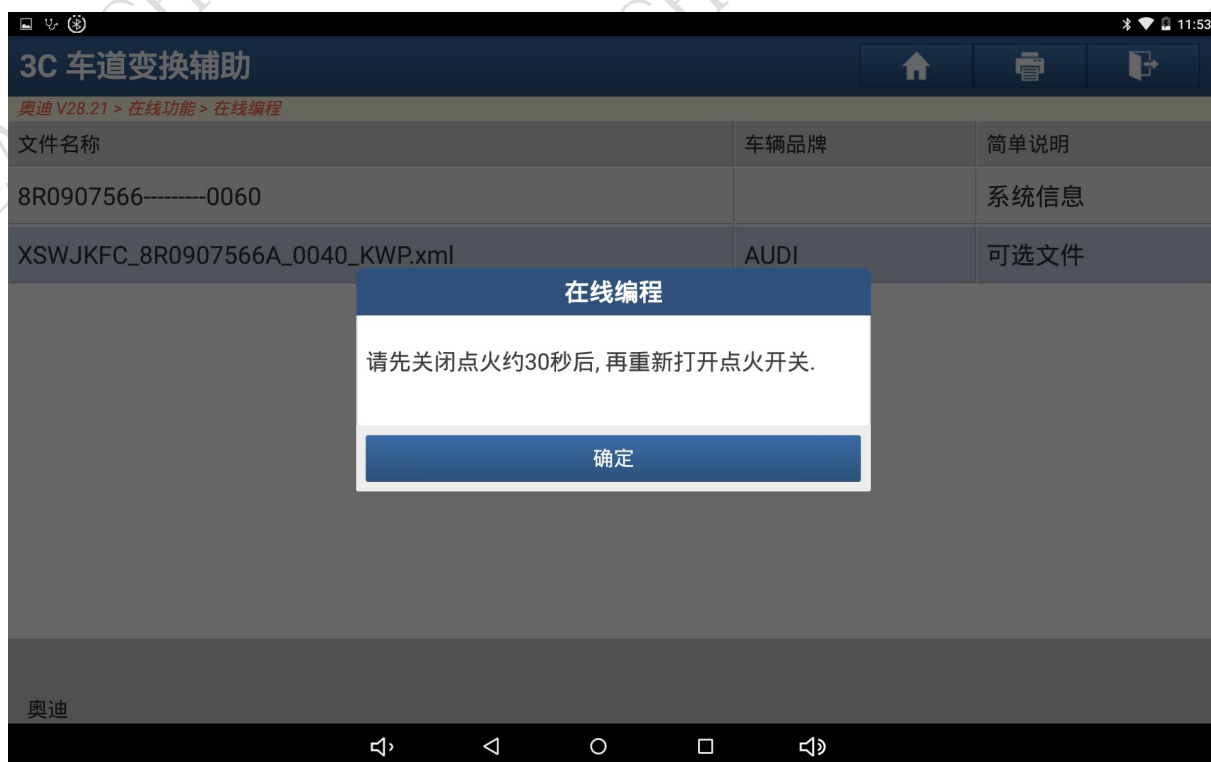 11:53
3C 车道变换辅助
奥迪 V28.21 > 在线功能 > 在线编程
文件名称 车辆品牌 简单说明
8R0907566---------0060 系统信息
XSWJKFC_8R0907566A_0040_KWP.xml AUDI 可选文件
在线编程
请先关闭点火约30秒后, 再重新打开点火开关.
确定
奥迪